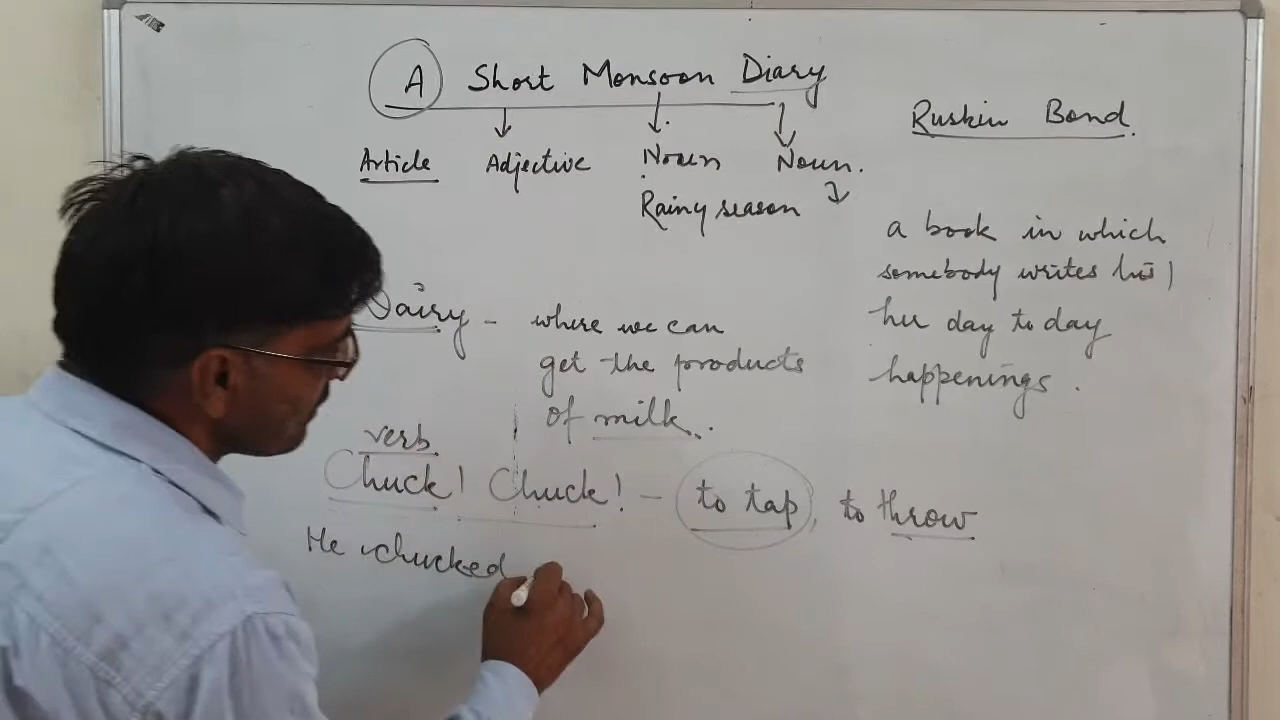 A Short Monsoon Diary
Ruskin Bond.
Article Adjective Noun Noun.
Rainy season
a book in which
somebody writes his/
her day to day
happenings.
Dairy - where we can
get the products
of milk.
verb
Chuck! Chuck! - to tap, to throw
He chucked